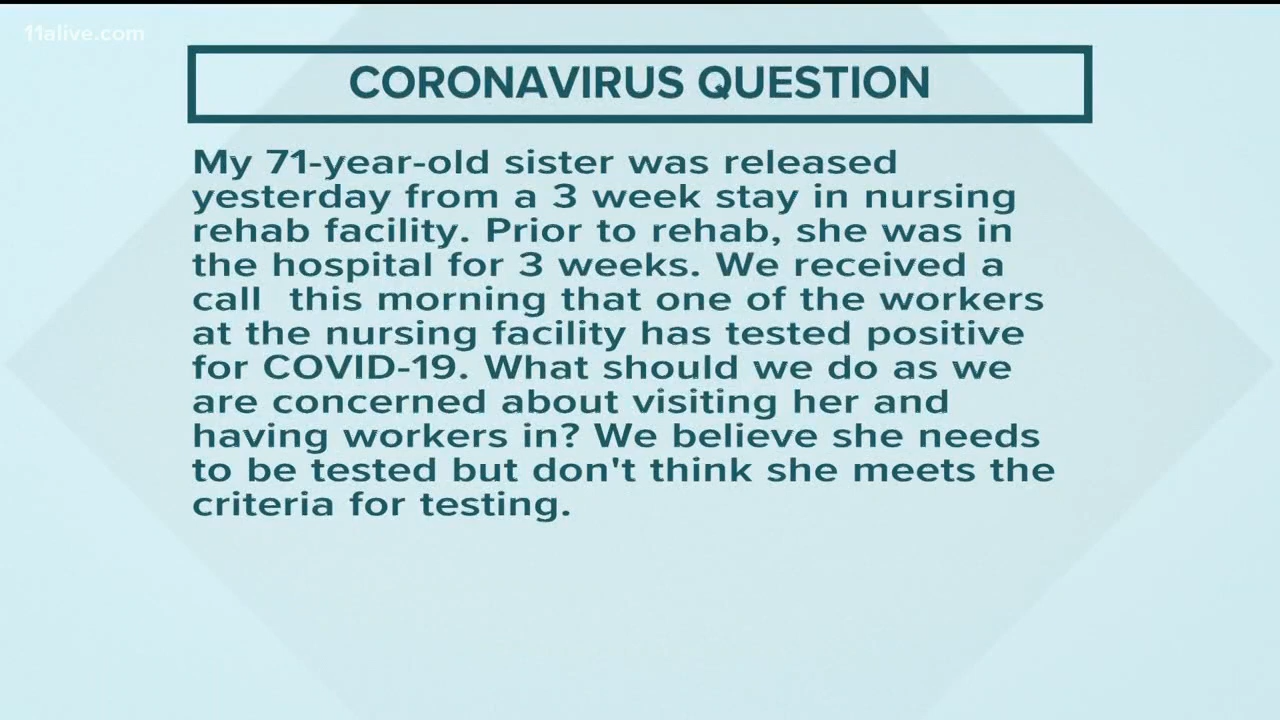 11alive.com
CORONAVIRUS QUESTION
My 71-year-old sister was released
yesterday from a 3 week stay in nursing
rehab facility. Prior to rehab, she was in
the hospital for 3 weeks. We received a
call  this morning that one of the workers
at the nursing facility has tested positive
for COVID-19. What should we do as we
are concerned about visiting her and
having workers in? We believe she needs
to be tested but don't think she meets the
criteria for testing.